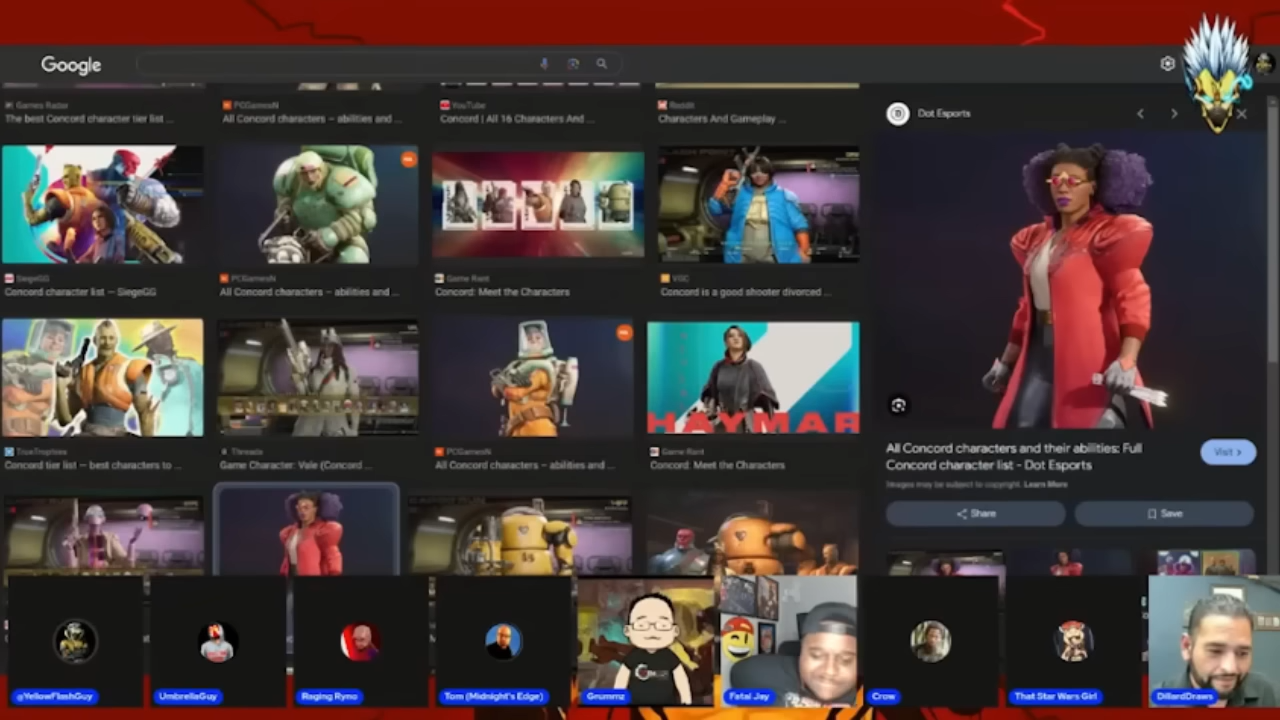 Google
Games Radar
The best Concord character tier list ...
PCGamesN
All Concord characters – abilities and ...
YouTube
Concord | All 16 Characters And ...
Reddit
Characters And Gameplay ...
Dot Esports
SiegeGG
Concord character list – SiegeGG
PCGamesN
All Concord characters – abilities and ...
Game Rant
Concord: Meet the Characters
VGC
Concord is a good shooter divorced ...
HAYMAR
TrueTrophies
Concord tier list – best characters to ...
Threads
Game Character: Vale (Concord ...
PCGamesN
All Concord characters – abilities and ...
Game Rant
Concord: Meet the Characters
All Concord characters and their abilities: Full
Concord character list - Dot Esports
Visit >
Images may be subject to copyright. Learn More
Share
Save
@YellowFlashGuy
UmbrellaGuy
Raging Ryno
Tom (Midnight's Edge)
Grummz
Fatal Jay
Crow
That Star Wars Girl
DillardDraws